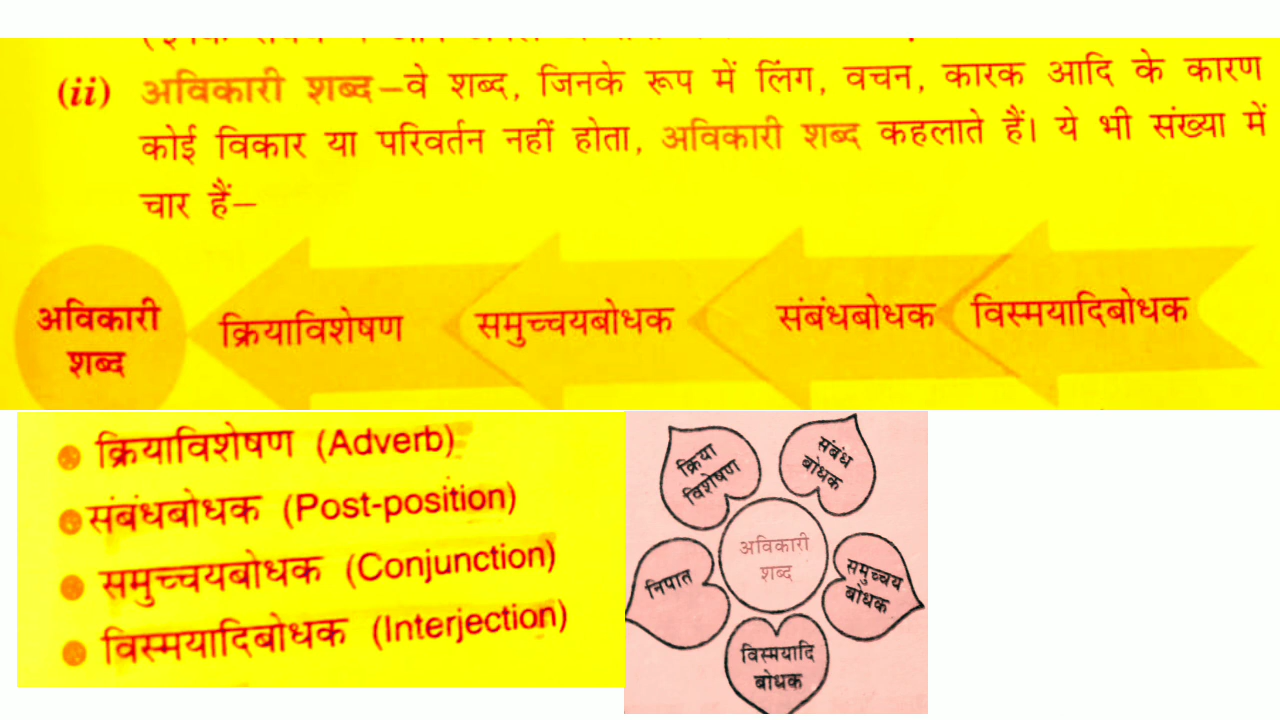 (ii) अविकारी शब्द–वे शब्द, जिनके रूप में लिंग, वचन, कारक आदि के कारण
कोई विकार या परिवर्तन नहीं होता, अविकारी शब्द कहलाते हैं। ये भी संख्या में
चार हैं–
अविकारी
शब्द
क्रियाविशेषण
समुच्चयबोधक
संबंधबोधक
विस्मयादिबोधक
क्रियाविशेषण (Adverb)
संबंधबोधक (Post-position)
समुच्चयबोधक (Conjunction)
विस्मयादिबोधक (Interjection)
क्रिया
विशेषण
संबंध
बोधक
अविकारी
शब्द
निपात
समुच्चय
बोधक
विस्मयादि
बोधक